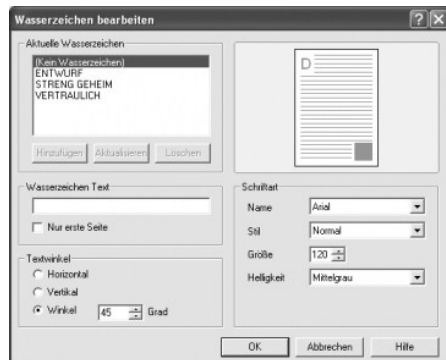 Wasserzeichen bearbeiten
Aktuelle Wasserzeichen
(Kein Wasserzeichen)
ENTWURF
STRENG GEHEIM
VERTRAULICH
Hinzufügen Aktualisieren Löschen
Wasserzeichen Text
Nur erste Seite
Textwinkel
Horizontal
Vertikal
Winkel 45 Grad
D
Schriftart
Name Arial
Stil Normal
Größe 120
Helligkeit Mittelgrau
OK Abbrechen Hilfe